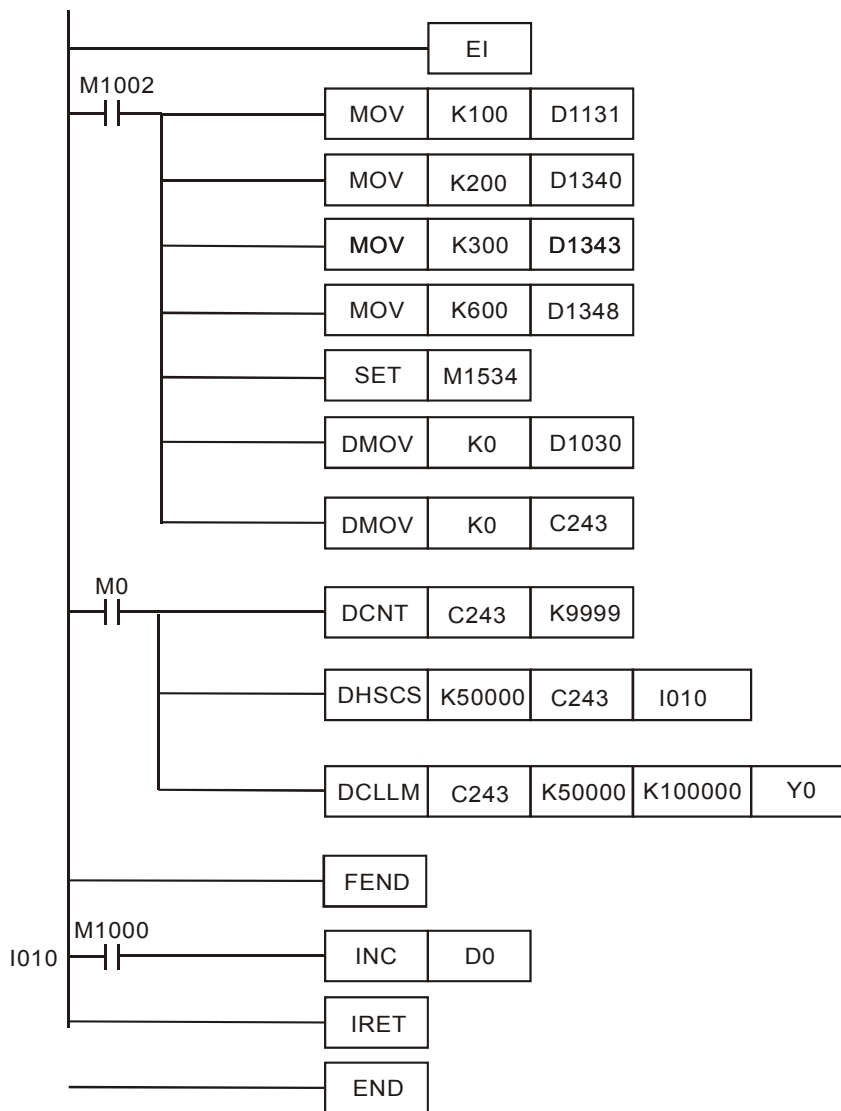 EI
M1002
MOV K100 D1131
MOV K200 D1340
MOV K300 D1343
MOV K600 D1348
SET M1534
DMOV K0 D1030
DMOV K0 C243
M0
DCNT C243 K9999
DHSCS K50000 C243 I010
DCLLM C243 K50000 K100000 Y0
FEND
M1000
I010 INC D0
IRET
END